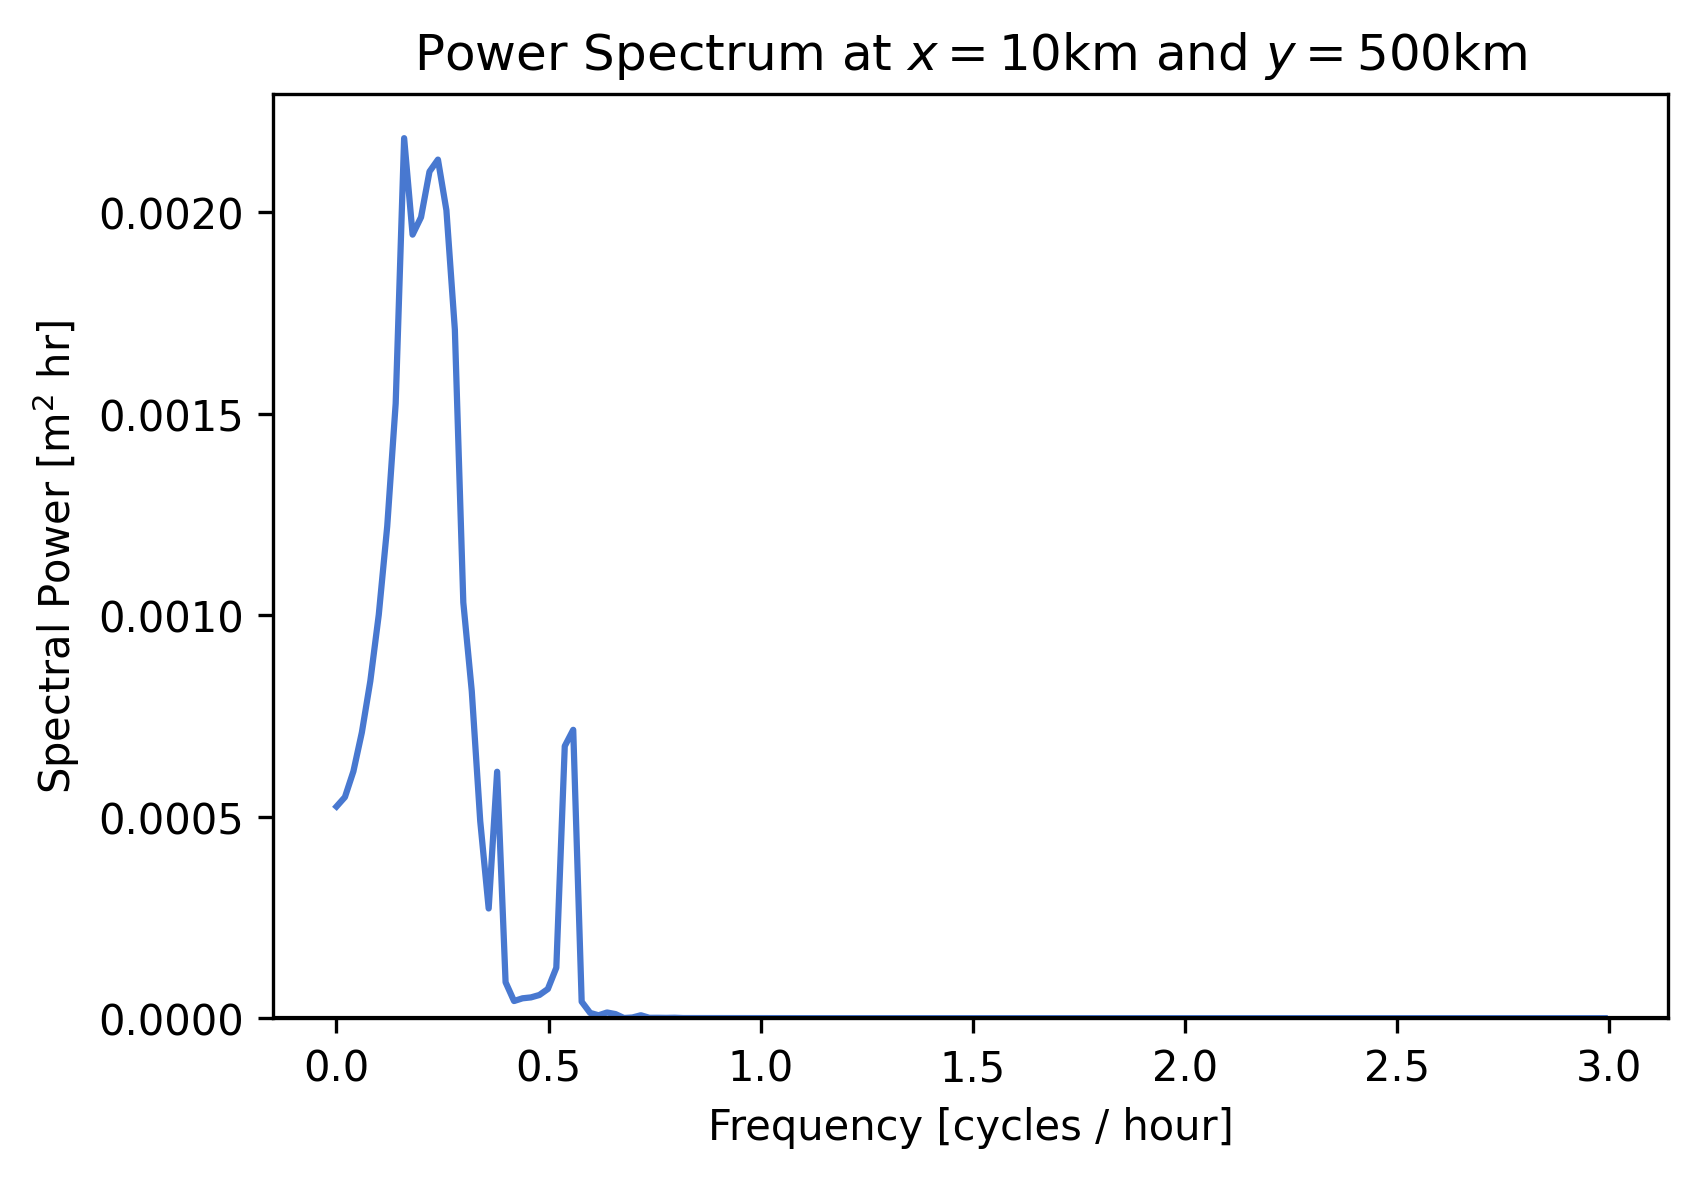 Power Spectrum at x = 10km and y = 500km
Spectral Power [m² hr]
0.0020
0.0015
0.0010
0.0005
0.0000
0.0 0.5 1.0 1.5 2.0 2.5 3.0
Frequency [cycles / hour]